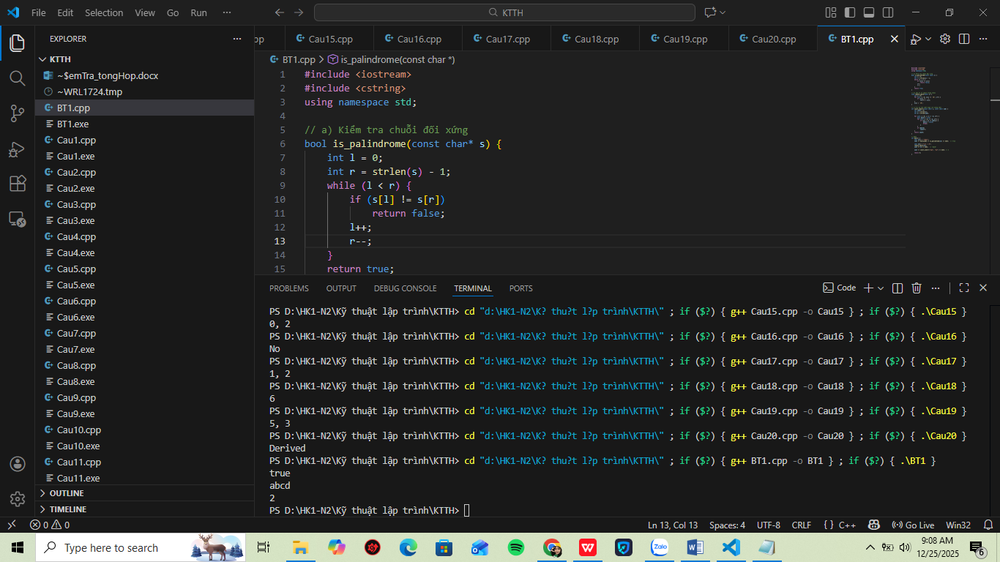 File Edit Selection View Go Run ··· KTTH
EXPLORER ···
KTTH
~$emTra_tongHop.docx
~WRL1724.tmp
BT1.cpp
BT1.exe
Cau1.cpp
Cau1.exe
Cau2.cpp
Cau2.exe
Cau3.cpp
Cau3.exe
Cau4.cpp
Cau4.exe
Cau5.cpp
Cau5.exe
Cau6.cpp
Cau6.exe
Cau7.cpp
Cau7.exe
Cau8.cpp
Cau8.exe
Cau9.cpp
Cau9.exe
Cau10.cpp
Cau10.exe
Cau11.cpp
Cau11.exe
OUTLINE
TIMELINE
pp Cau15.cpp Cau16.cpp Cau17.cpp Cau18.cpp Cau19.cpp Cau20.cpp BT1.cpp
BT1.cpp > is_palindrome(const char *)
1 #include <iostream>
2 #include <cstring>
3 using namespace std;
4
5 // a) Kiểm tra chuỗi đối xứng
6 bool is_palindrome(const char* s) {
7 int l = 0;
8 int r = strlen(s) - 1;
9 while (l < r) {
10 if (s[l] != s[r])
11 return false;
12 l++;
13 r--;
14 }
15 return true;
PROBLEMS OUTPUT DEBUG CONSOLE TERMINAL PORTS Code
PS D:\HK1-N2\Kỹ thuật lập trình\KTTH> cd "d:\HK1-N2\K? thu?t l?p trình\KTTH\" ; if ($?) { g++ Cau15.cpp -o Cau15 } ; if ($?) { .\Cau15 }
0, 2
PS D:\HK1-N2\Kỹ thuật lập trình\KTTH> cd "d:\HK1-N2\K? thu?t l?p trình\KTTH\" ; if ($?) { g++ Cau16.cpp -o Cau16 } ; if ($?) { .\Cau16 }
No
PS D:\HK1-N2\Kỹ thuật lập trình\KTTH> cd "d:\HK1-N2\K? thu?t l?p trình\KTTH\" ; if ($?) { g++ Cau17.cpp -o Cau17 } ; if ($?) { .\Cau17 }
1, 2
PS D:\HK1-N2\Kỹ thuật lập trình\KTTH> cd "d:\HK1-N2\K? thu?t l?p trình\KTTH\" ; if ($?) { g++ Cau18.cpp -o Cau18 } ; if ($?) { .\Cau18 }
6
PS D:\HK1-N2\Kỹ thuật lập trình\KTTH> cd "d:\HK1-N2\K? thu?t l?p trình\KTTH\" ; if ($?) { g++ Cau19.cpp -o Cau19 } ; if ($?) { .\Cau19 }
5, 3
PS D:\HK1-N2\Kỹ thuật lập trình\KTTH> cd "d:\HK1-N2\K? thu?t l?p trình\KTTH\" ; if ($?) { g++ Cau20.cpp -o Cau20 } ; if ($?) { .\Cau20 }
Derived
PS D:\HK1-N2\Kỹ thuật lập trình\KTTH> cd "d:\HK1-N2\K? thu?t l?p trình\KTTH\" ; if ($?) { g++ BT1.cpp -o BT1 } ; if ($?) { .\BT1 }
true
abcd
2
PS D:\HK1-N2\Kỹ thuật lập trình\KTTH>
0 0 Ln 13, Col 13 Spaces: 4 UTF-8 CRLF { } C++ Go Live Win32
Type here to search Zalo 9:08 AM
12/25/2025 6